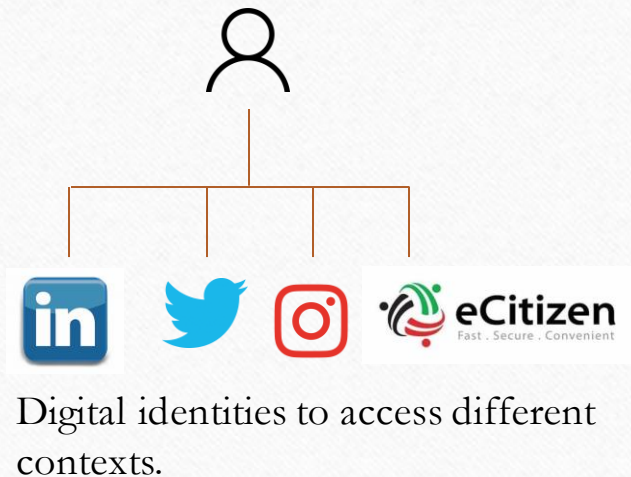 in
eCitizen
Fast . Secure . Convenient
Digital identities to access different
contexts.